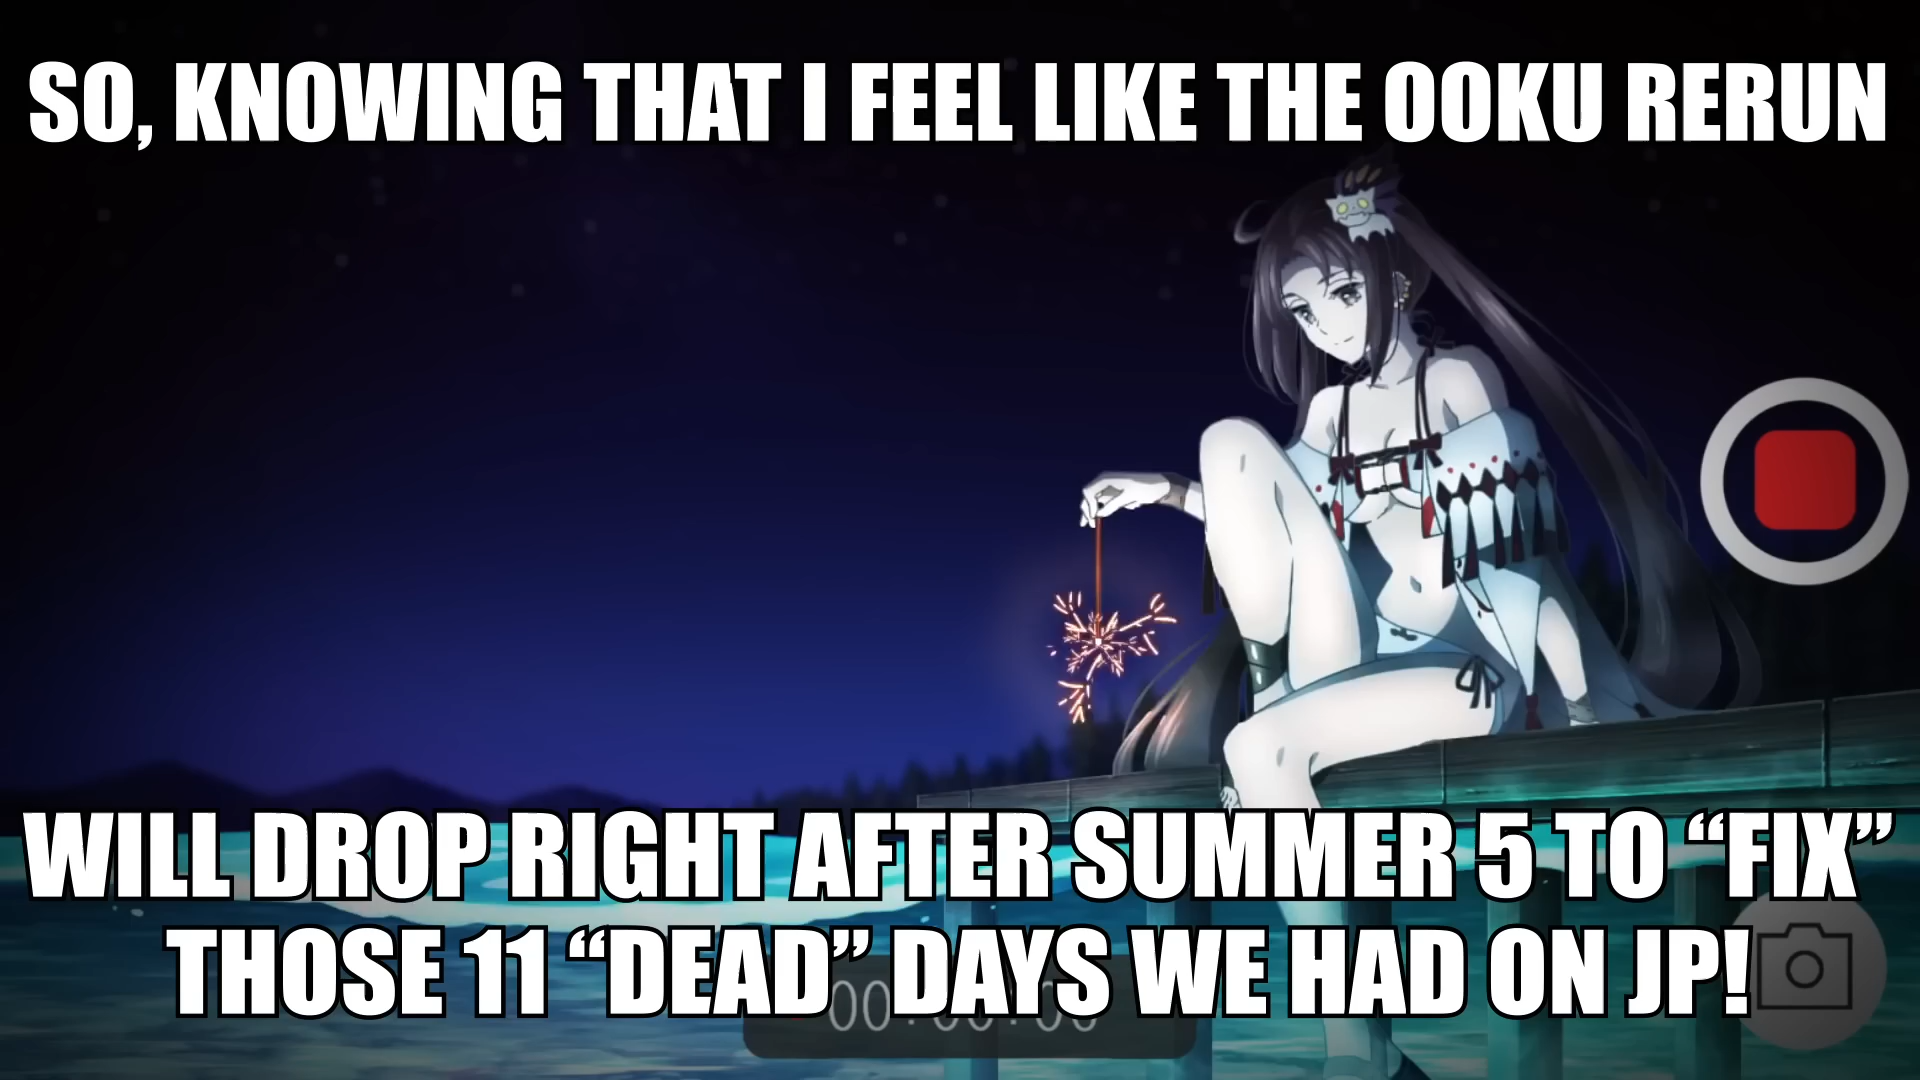 SO, KNOWING THAT I FEEL LIKE THE OOKU RERUN
WILL DROP RIGHT AFTER SUMMER 5 TO “FIX”
THOSE 11 “DEAD” DAYS WE HAD ON JP!